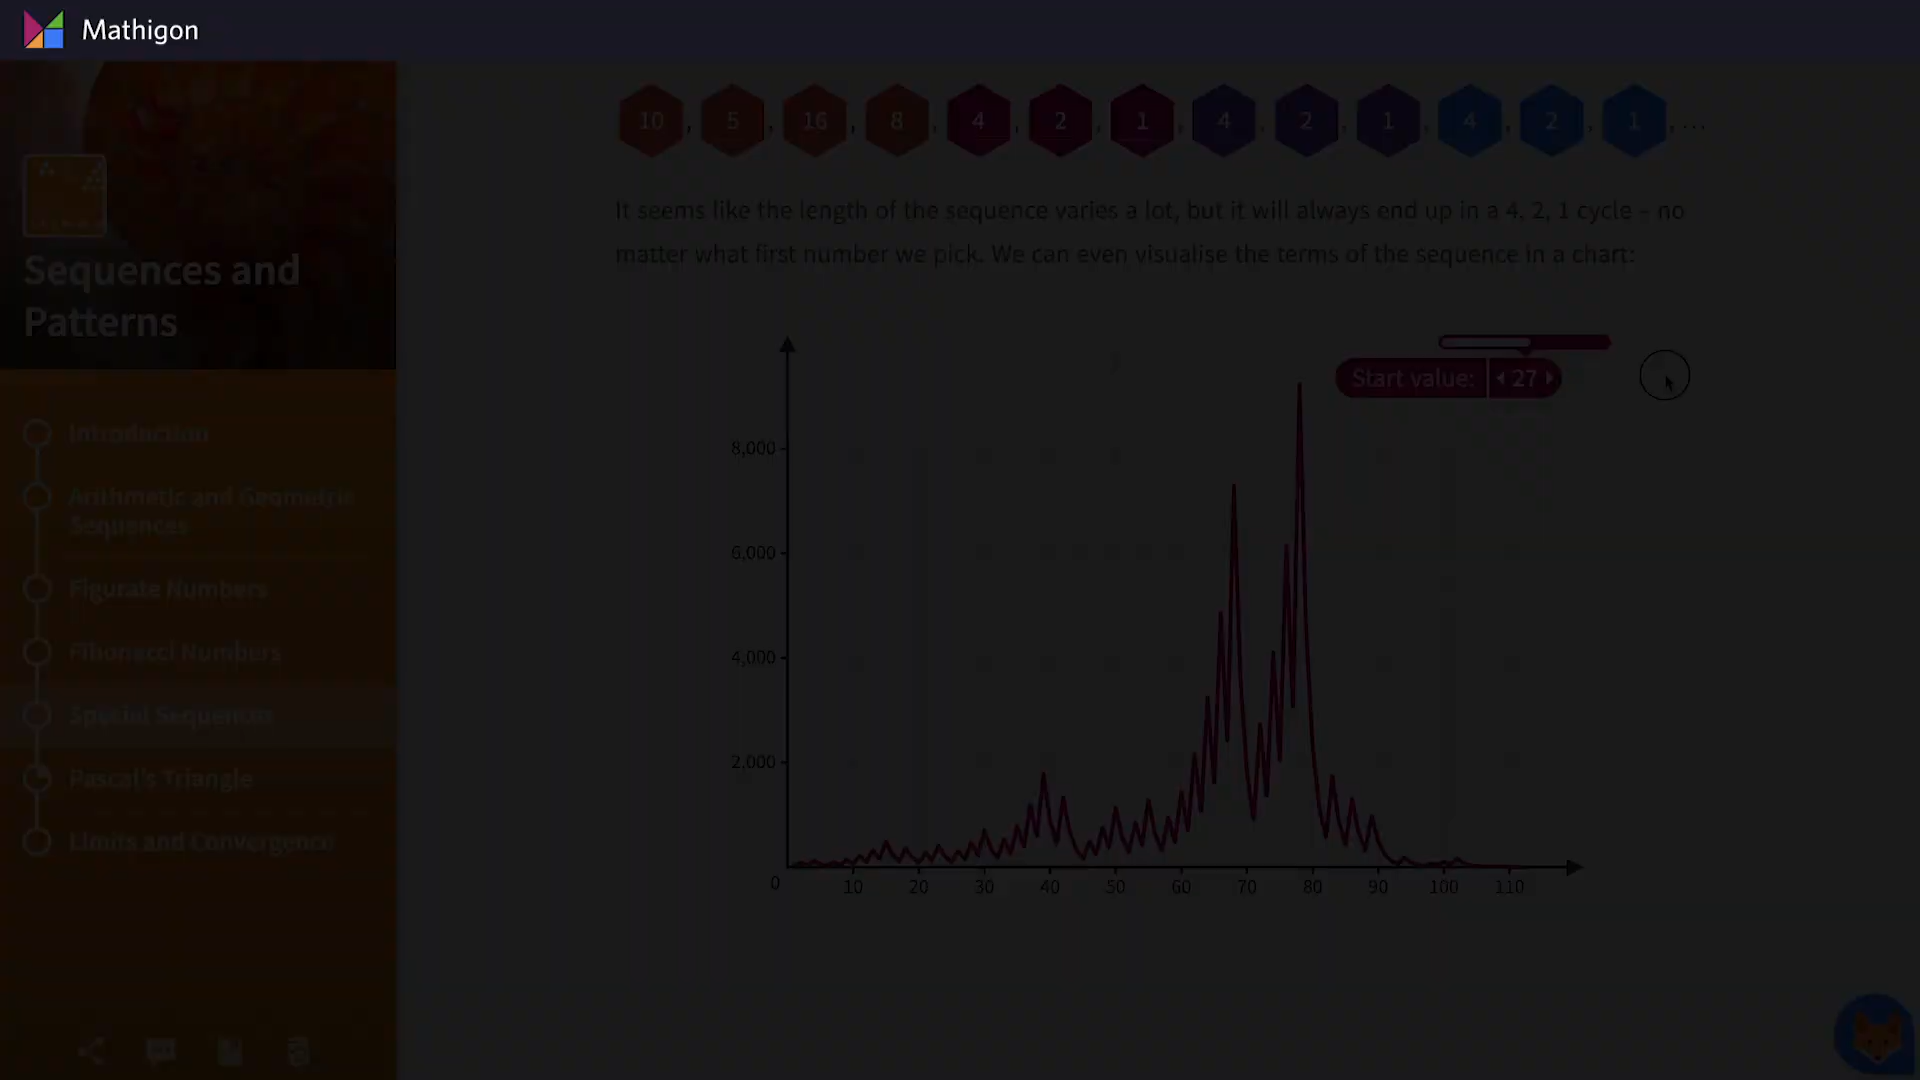 Mathigon
Sequences and
Patterns
Introduction
Arithmetic and Geometric
Sequences
Figurate Numbers
Fibonacci Numbers
Special Sequences
Pascal's Triangle
Limits and Convergence
10, 5, 16, 8, 4, 2, 1, 4, 2, 1, 4, 2, 1, ...
It seems like the length of the sequence varies a lot, but it will always end up in a 4, 2, 1 cycle – no
matter what first number we pick. We can even visualise the terms of the sequence in a chart:
Start value: 27
8,000
6,000
4,000
2,000
0 10 20 30 40 50 60 70 80 90 100 110